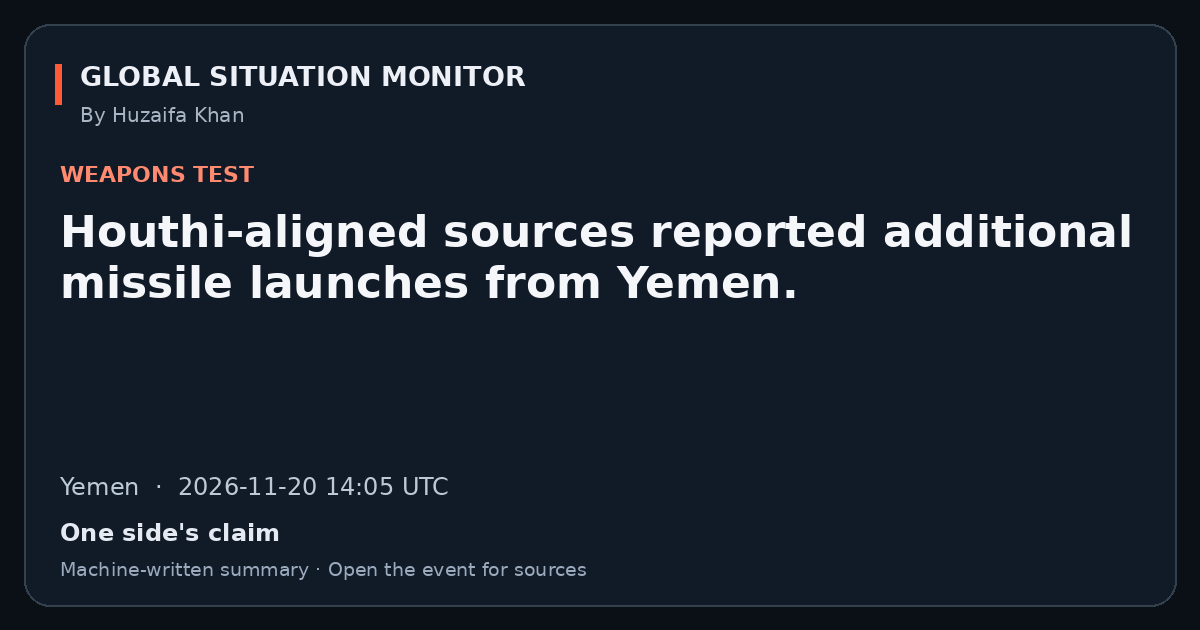 GLOBAL SITUATION MONITOR
By Huzaifa Khan
WEAPONS TEST
Houthi-aligned sources reported additional
missile launches from Yemen.
Yemen · 2026-11-20 14:05 UTC
One side's claim
Machine-written summary · Open the event for sources